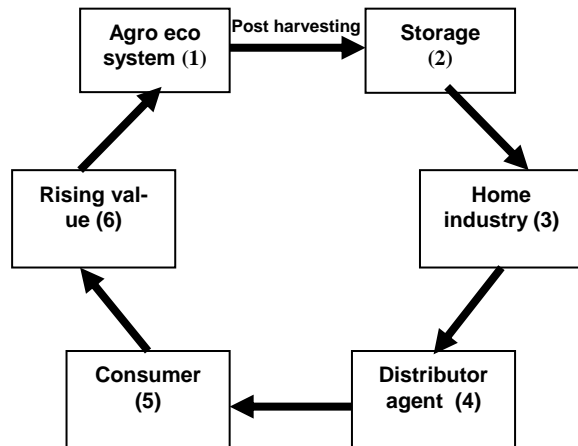 Agro eco
system (1)
Post harvesting
Storage
(2)
Home
industry (3)
Distributor
agent (4)
Consumer
(5)
Rising val-
ue (6)